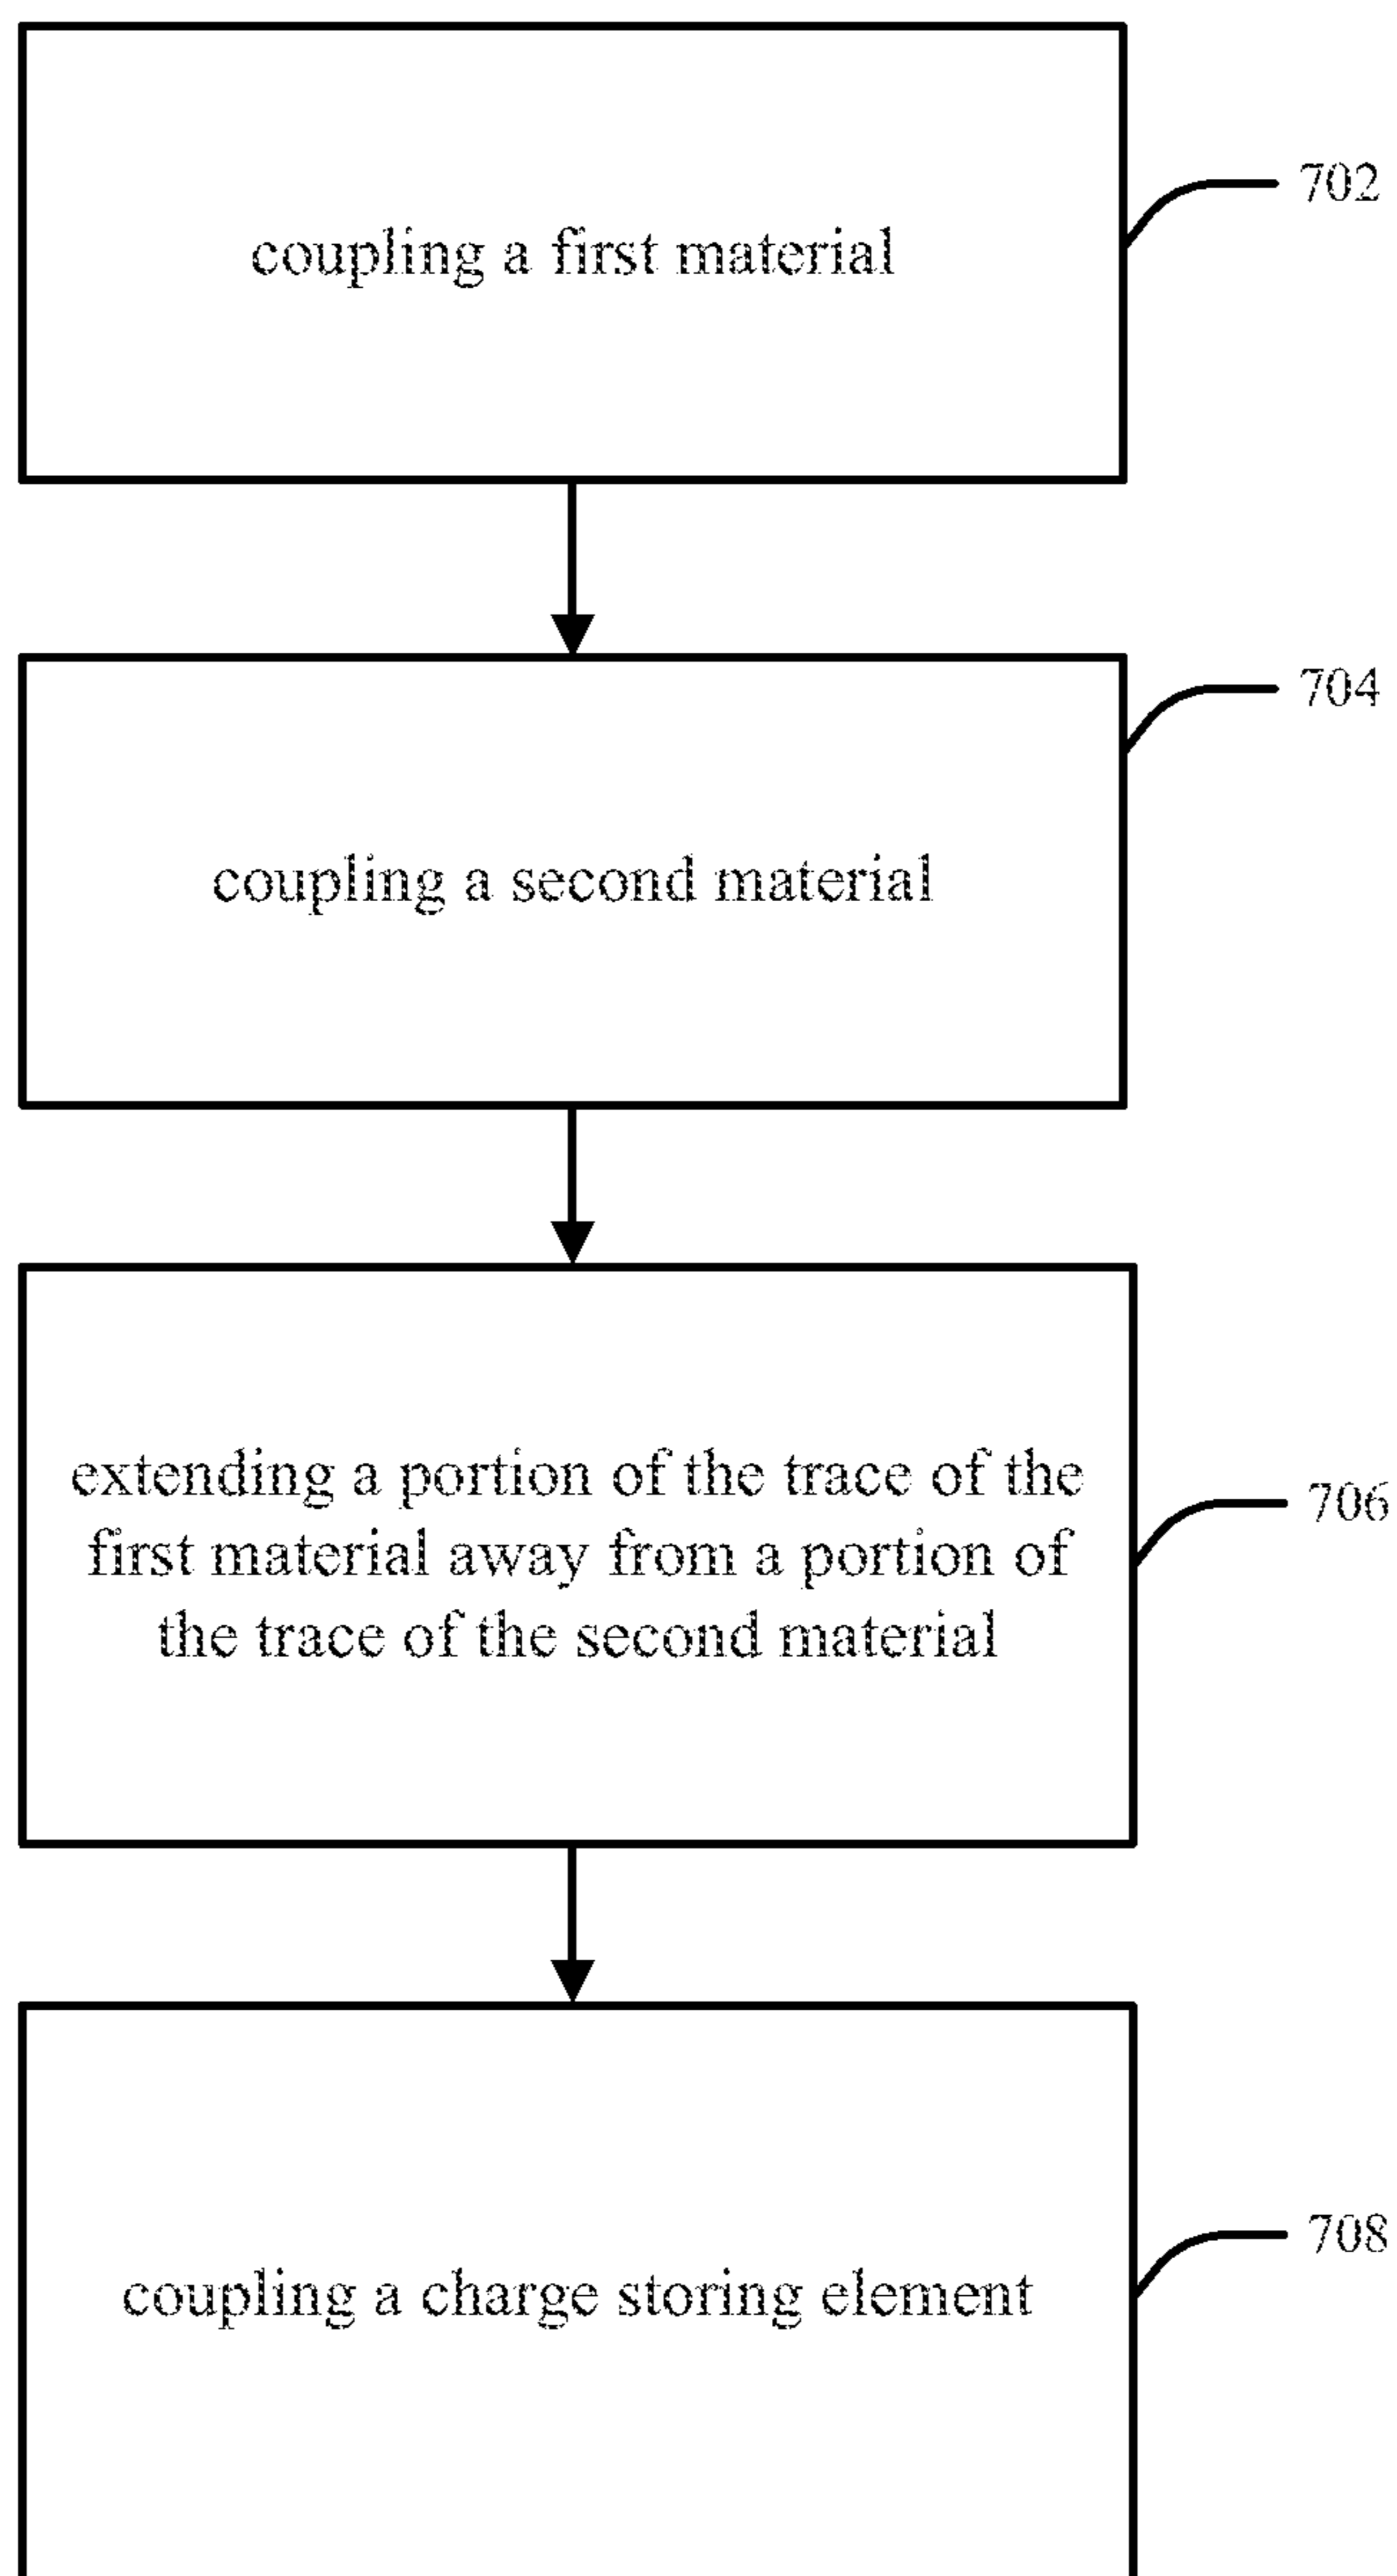 coupling a first material
702
coupling a second material
704
extending a portion of the trace of the
first material away from a portion of
the trace of the second material
706
coupling a charge storing element
708